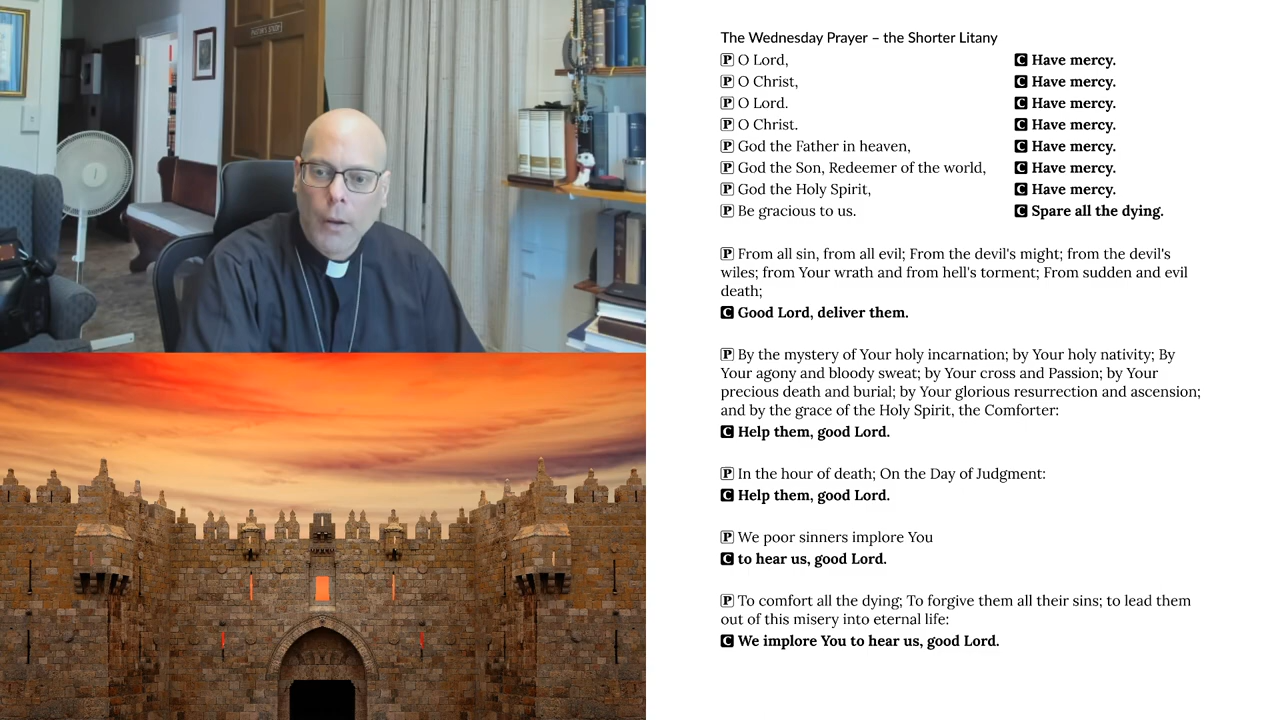 PASTOR'S STUDY
The Wednesday Prayer – the Shorter Litany
P O Lord, C Have mercy.
P O Christ, C Have mercy.
P O Lord. C Have mercy.
P O Christ. C Have mercy.
P God the Father in heaven, C Have mercy.
P God the Son, Redeemer of the world, C Have mercy.
P God the Holy Spirit, C Have mercy.
P Be gracious to us. C Spare all the dying.
P From all sin, from all evil; From the devil's might; from the devil's
wiles; from Your wrath and from hell's torment; From sudden and evil
death;
C Good Lord, deliver them.
P By the mystery of Your holy incarnation; by Your holy nativity; By
Your agony and bloody sweat; by Your cross and Passion; by Your
precious death and burial; by Your glorious resurrection and ascension;
and by the grace of the Holy Spirit, the Comforter:
C Help them, good Lord.
P In the hour of death; On the Day of Judgment:
C Help them, good Lord.
P We poor sinners implore You
C to hear us, good Lord.
P To comfort all the dying; To forgive them all their sins; to lead them
out of this misery into eternal life:
C We implore You to hear us, good Lord.